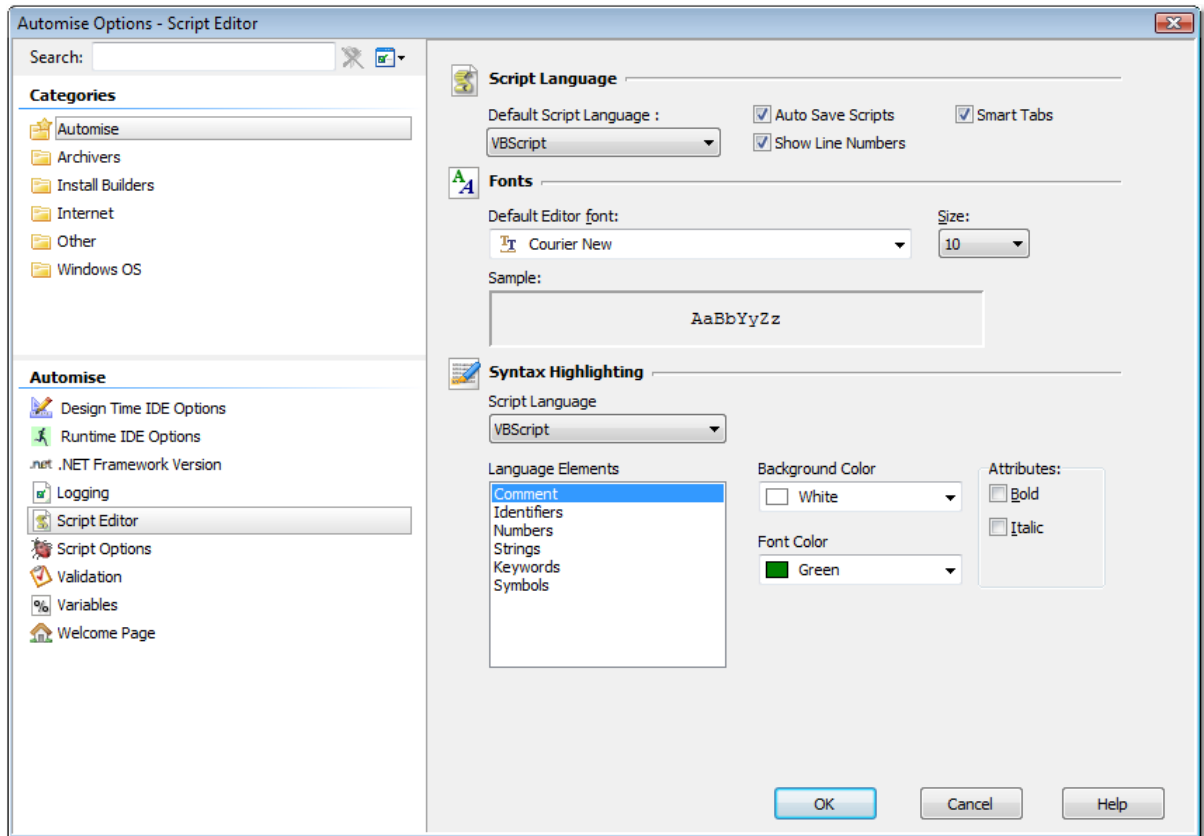 Automise Options - Script Editor
Search:
Categories
Automise
Archivers
Install Builders
Internet
Other
Windows OS
Automise
Design Time IDE Options
Runtime IDE Options
.net .NET Framework Version
Logging
Script Editor
Script Options
Validation
% Variables
Welcome Page
Script Language
Default Script Language :
VBScript
Auto Save Scripts
Smart Tabs
Show Line Numbers
Fonts
Default Editor font:
Size:
Courier New
10
Sample:
AaBbYyZz
Syntax Highlighting
Script Language
VBScript
Language Elements
Comment
Identifiers
Numbers
Strings
Keywords
Symbols
Background Color
White
Font Color
Green
Attributes:
Bold
Italic
OK
Cancel
Help